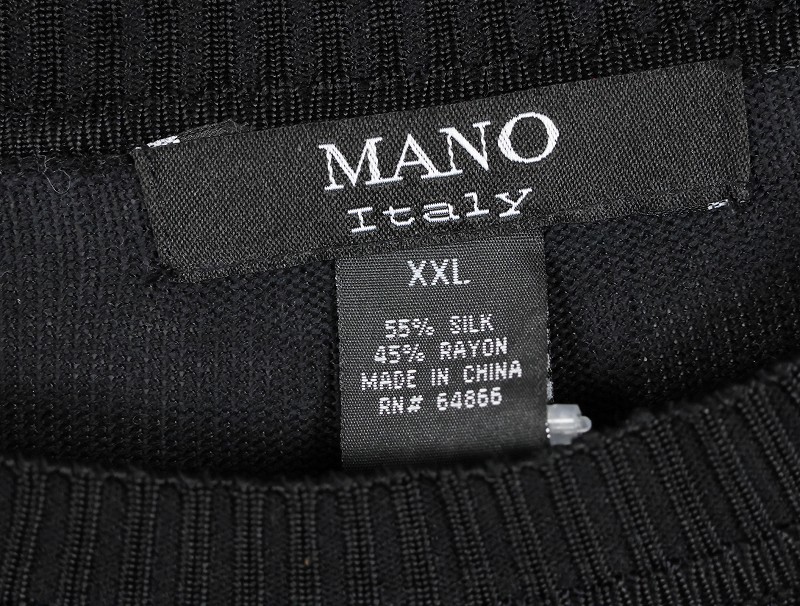 MANO
Italy
XXL
55% SILK
45% RAYON
MADE IN CHINA
RN# 64866